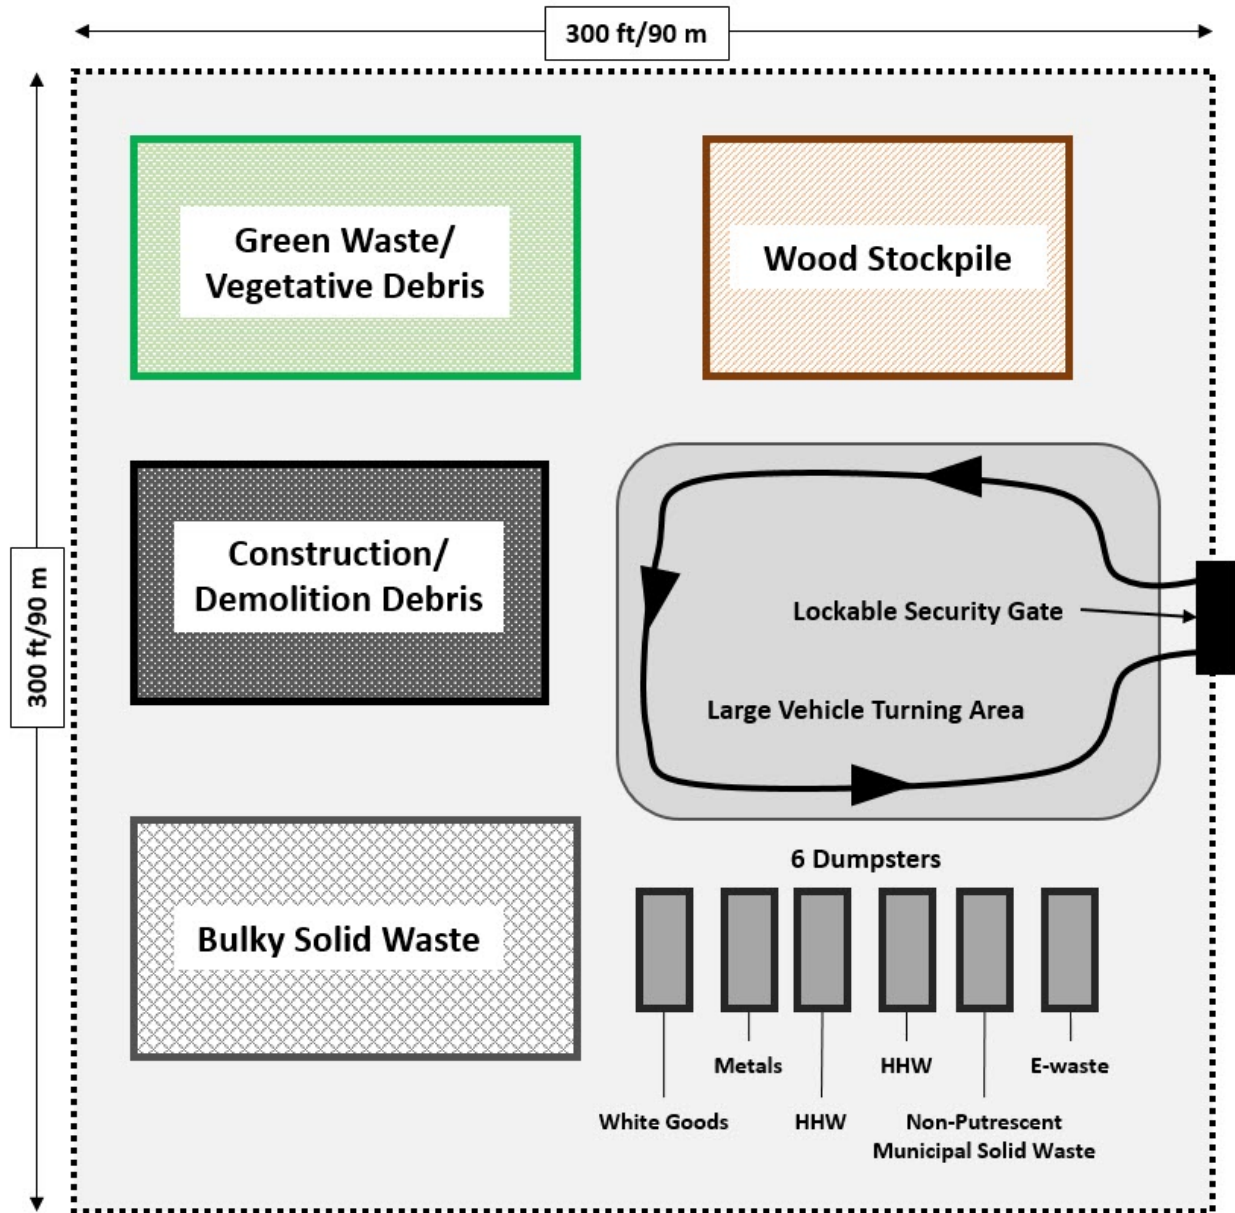 300 ft/90 m
300 ft/90 m
Green Waste/
Vegetative Debris
Wood Stockpile
Construction/
Demolition Debris
Lockable Security Gate
Large Vehicle Turning Area
Bulky Solid Waste
6 Dumpsters
Metals
HHW
E-waste
White Goods
HHW
Non-Putrescent
Municipal Solid Waste